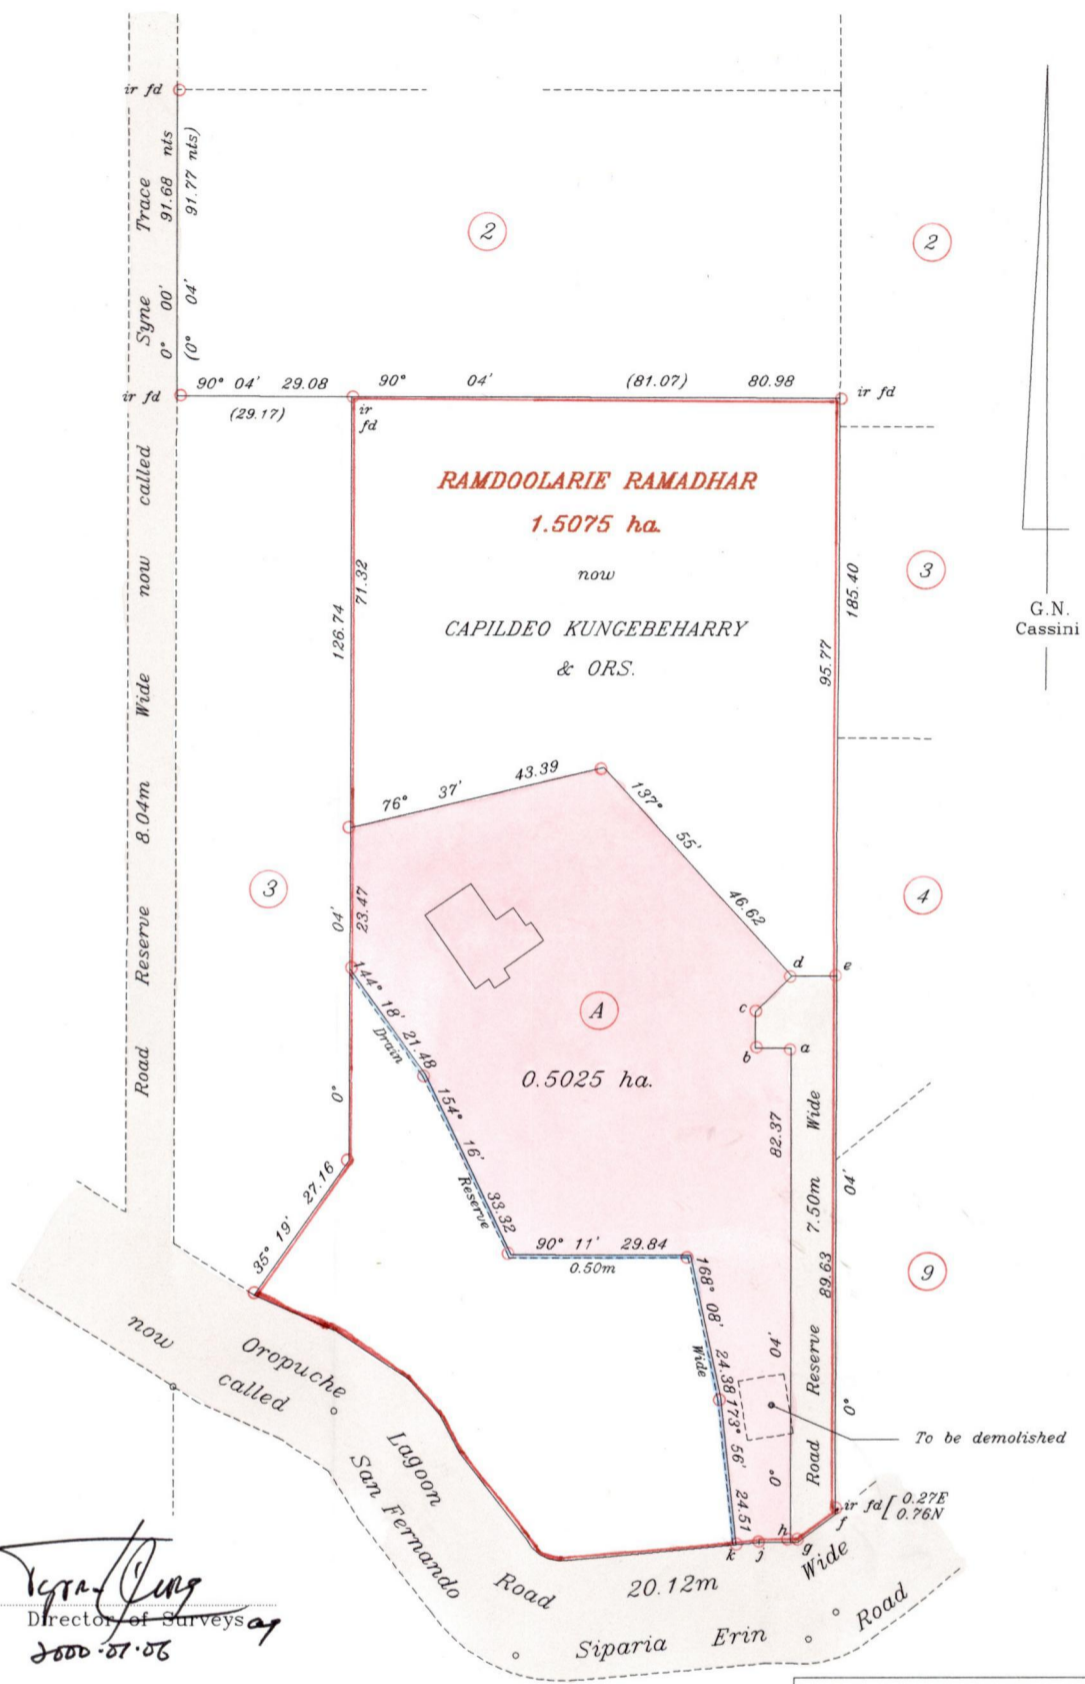 ir fd
Road Reserve 8.04m Wide now called Syne Trace
0° 00' 91.68 nts
(0° 04' 91.77 nts)
2
2
ir fd
90° 04' 29.08
(29.17)
90° 04' (81.07) 80.98
ir fd
ir
fd
RAMDOOLARIE RAMADHAR
1.5075 ha.
now
CAPILDEO KUNGEBEHARRY
& ORS.
G.N.
Cassini
3
0° 04' 126.74
71.32
95.77
0° 04' 185.40
76° 37' 43.39
137° 55' 46.62
3
4
23.47
A
0.5025 ha.
d
e
c
b
a
144° 18' 21.48
Drain Reserve 0.50m Wide
154° 16' 33.32
90° 11' 29.84
168° 08' 24.38
173° 56' 24.51
0° 04' 82.37
Road Reserve 7.50m Wide
89.63
9
35° 19' 27.16
To be demolished
ir fd [ 0.27E
0.76N
f
g
h
j
k
Oropuche Lagoon Road 20.12m Wide
now called San Fernando Siparia Erin Road
Director of Surveys ag